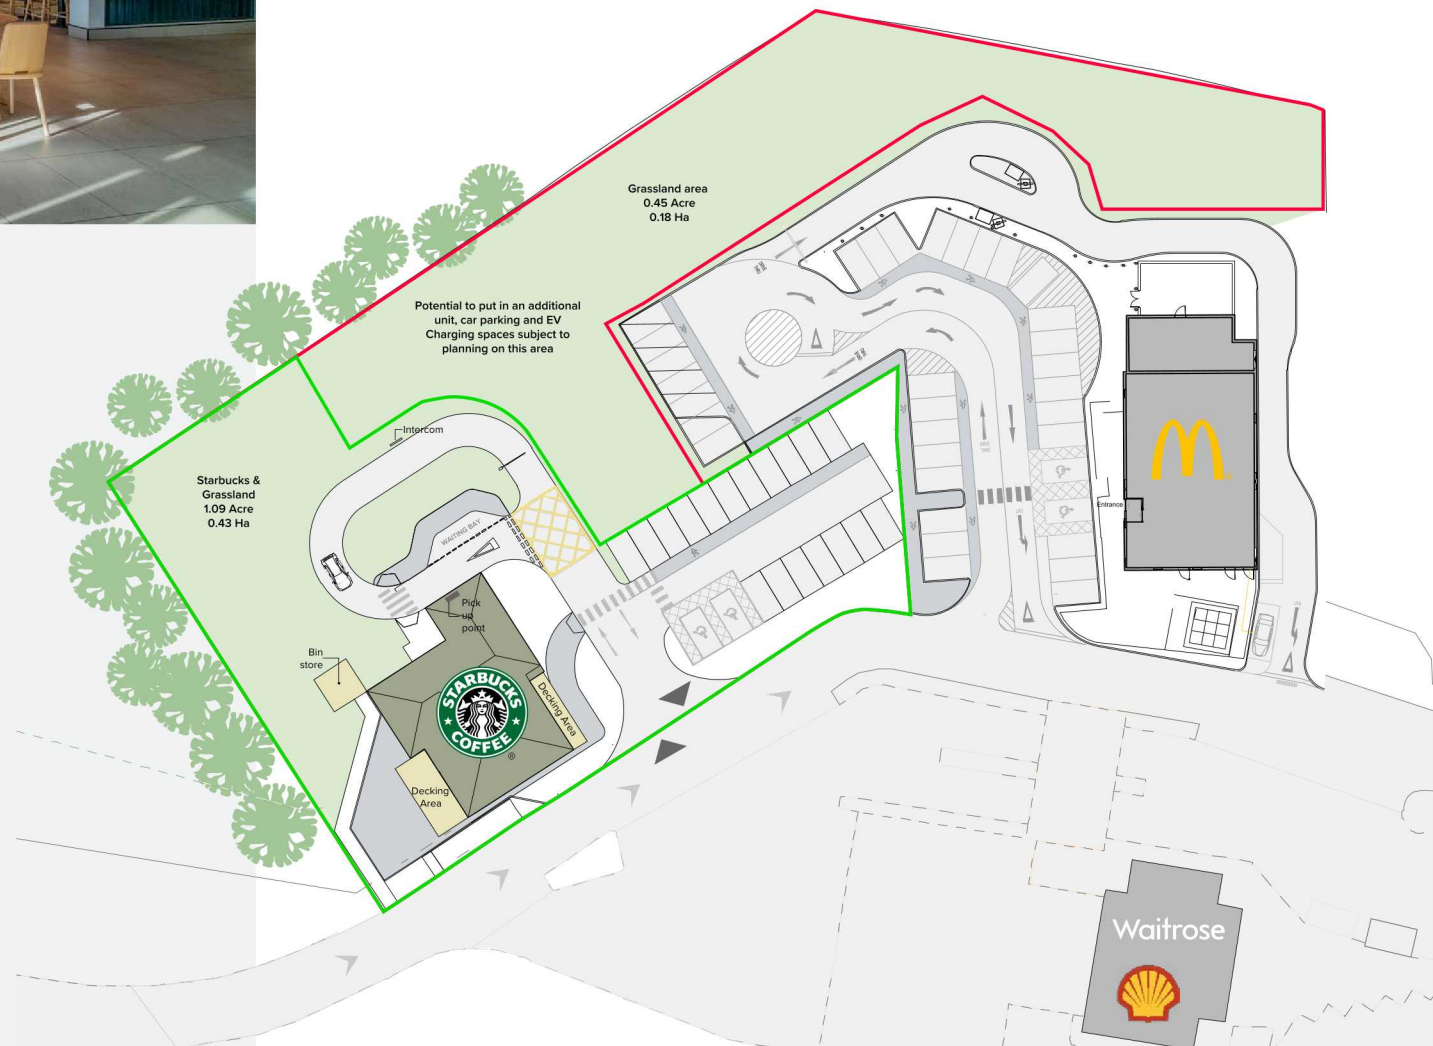 Grassland area
0.45 Acre
0.18 Ha
Potential to put in an additional
unit, car parking and EV
Charging spaces subject to
planning on this area
Intercom
Starbucks &
Grassland
1.09 Acre
0.43 Ha
WAITING BAY
Pick
up
point
Bin
store
STARBUCKS
COFFEE
®
Decking Area
Decking
Area
Entrance
Waitrose